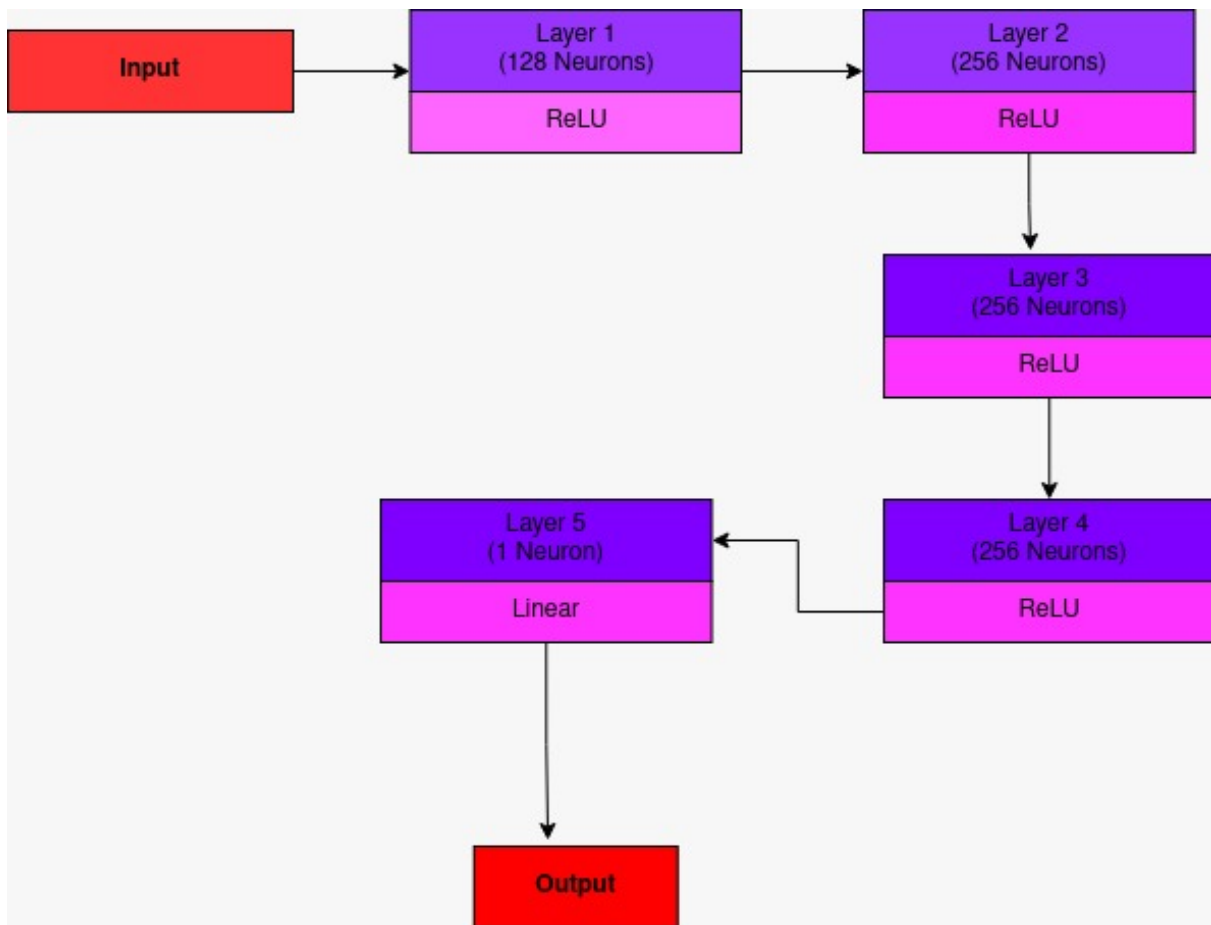 Input
Layer 1
(128 Neurons)
ReLU
Layer 2
(256 Neurons)
ReLU
Layer 3
(256 Neurons)
ReLU
Layer 4
(256 Neurons)
ReLU
Layer 5
(1 Neuron)
Linear
Output